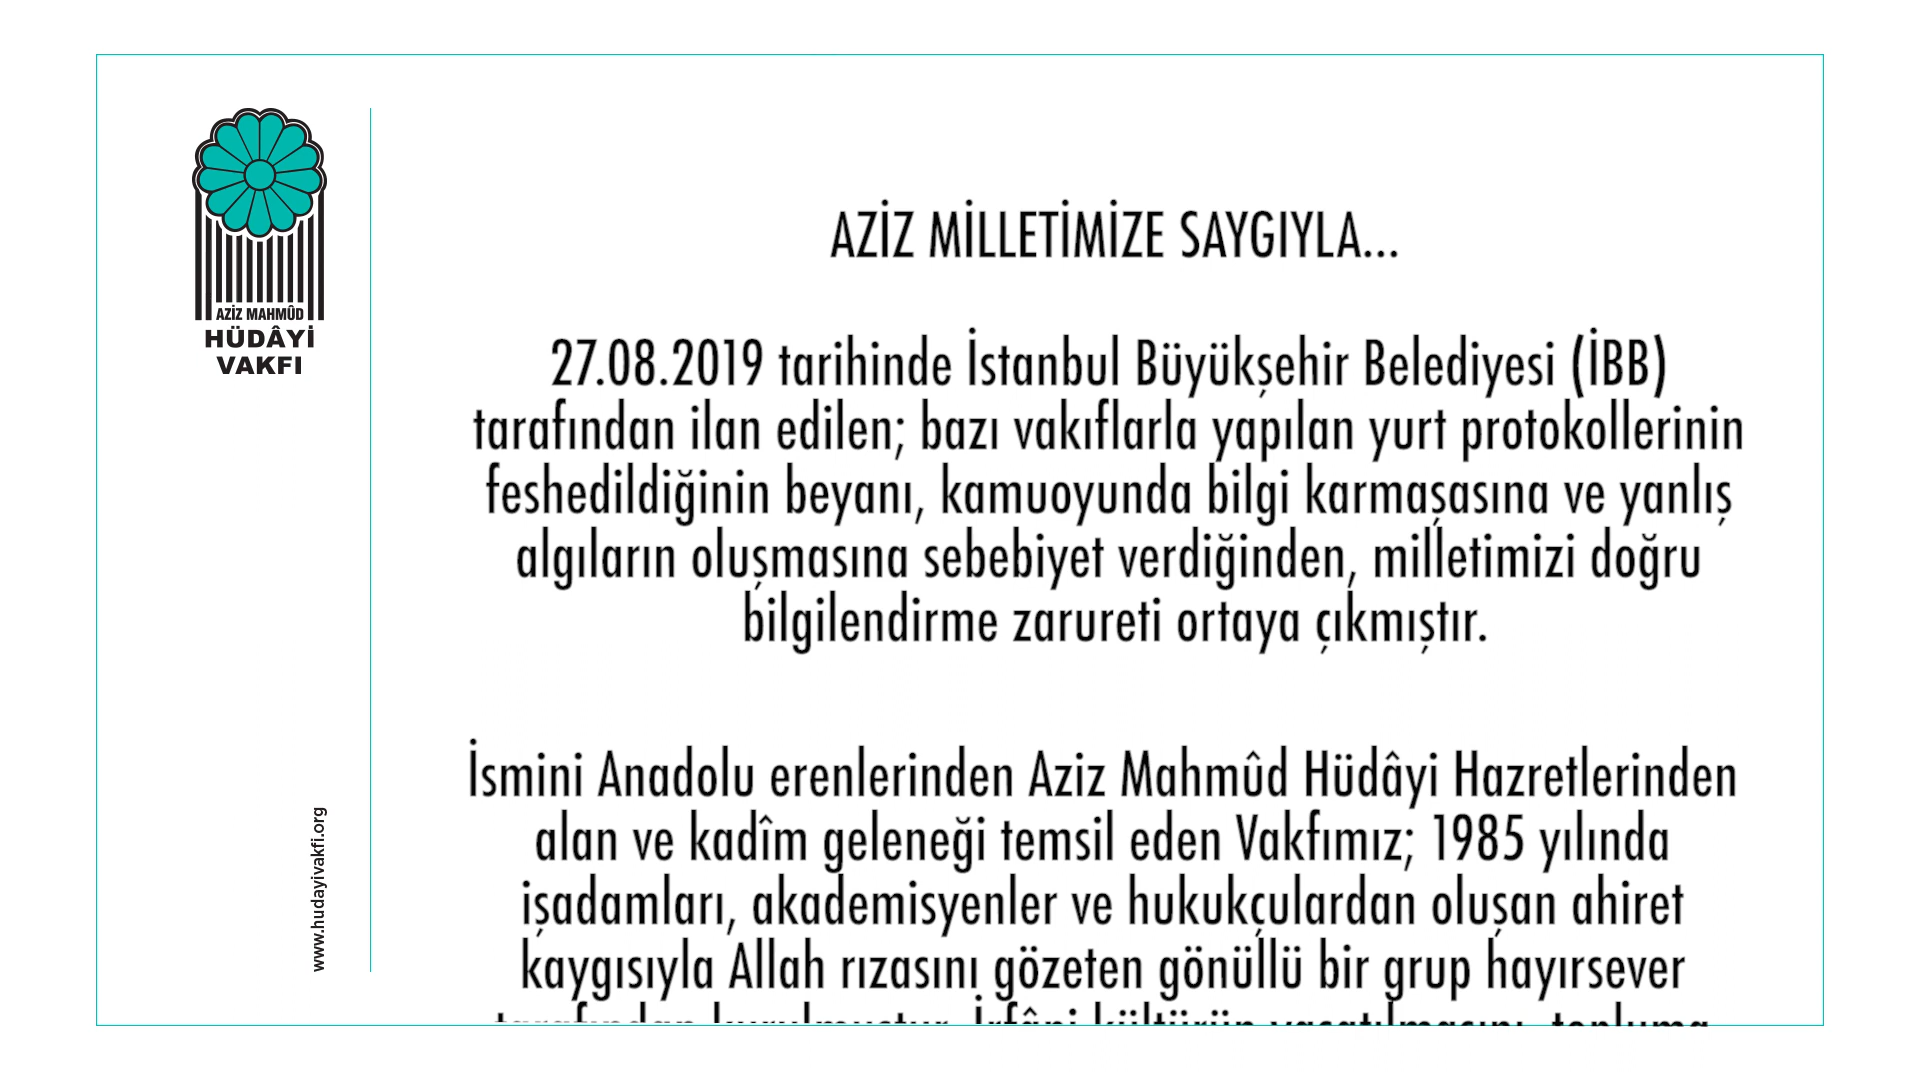 AZİZ MAHMÛD
HÜDÂYİ
VAKFI
www.hudayivakfi.org
AZİZ MİLLETİMİZE SAYGIYLA...
27.08.2019 tarihinde İstanbul Büyükşehir Belediyesi (İBB)
tarafından ilan edilen; bazı vakıflarla yapılan yurt protokollerinin
feshedildiğinin beyanı, kamuoyunda bilgi karmaşasına ve yanlış
algıların oluşmasına sebebiyet verdiğinden, milletimizi doğru
bilgilendirme zarureti ortaya çıkmıştır.
İsmini Anadolu erenlerinden Aziz Mahmûd Hüdâyi Hazretlerinden
alan ve kadîm geleneği temsil eden Vakfımız; 1985 yılında
işadamları, akademisyenler ve hukukçulardan oluşan ahiret
kaygısıyla Allah rızasını gözeten gönüllü bir grup hayırsever